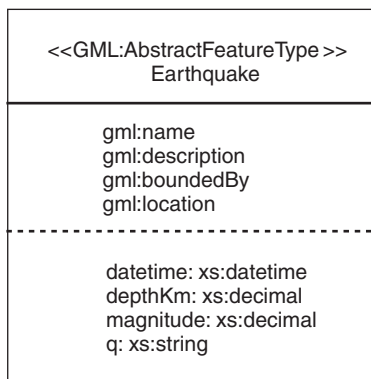 <<GML:AbstractFeatureType>>
Earthquake
gml:name
gml:description
gml:boundedBy
gml:location
datetime: xs:datetime
depthKm: xs:decimal
magnitude: xs:decimal
q: xs:string